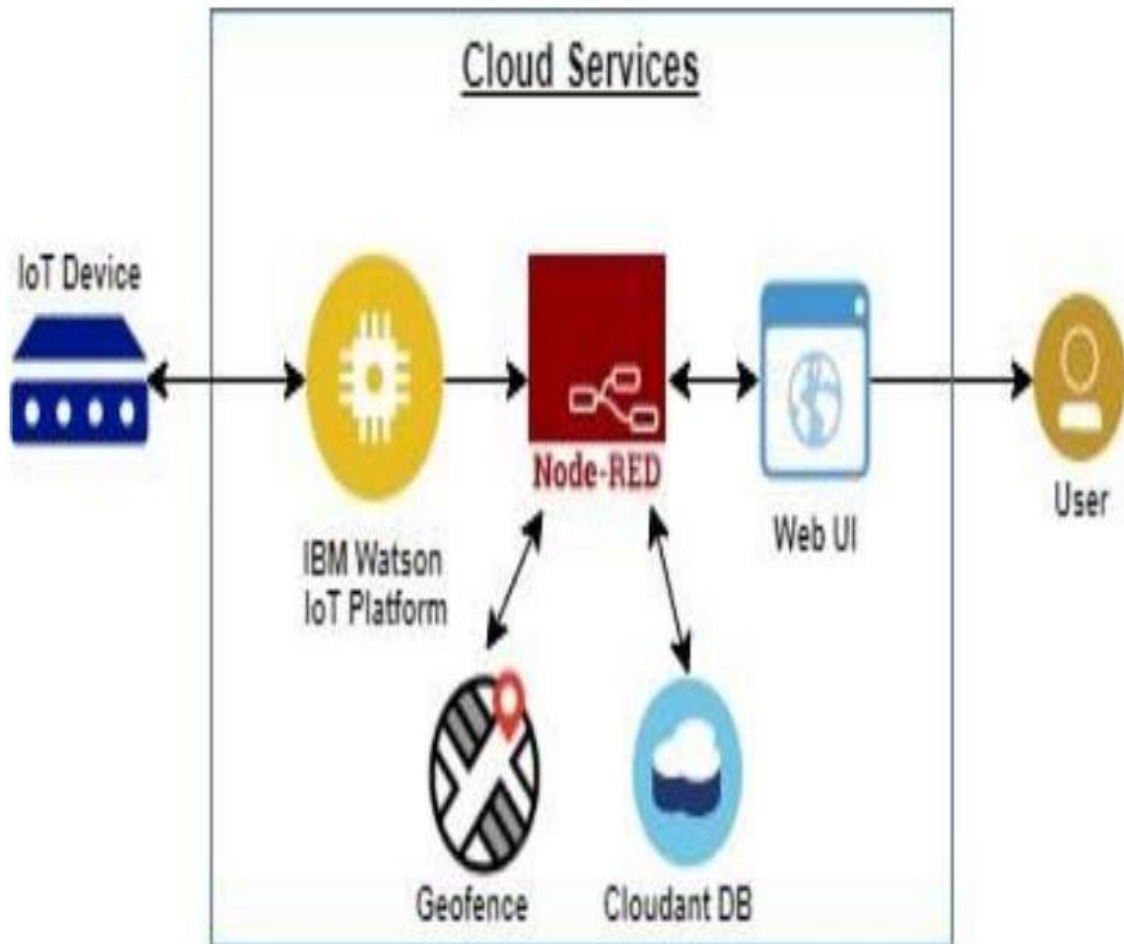 Cloud Services
IoT Device
Node-RED
IBM Watson
IoT Platform
Web UI
User
Geofence
Cloudant DB